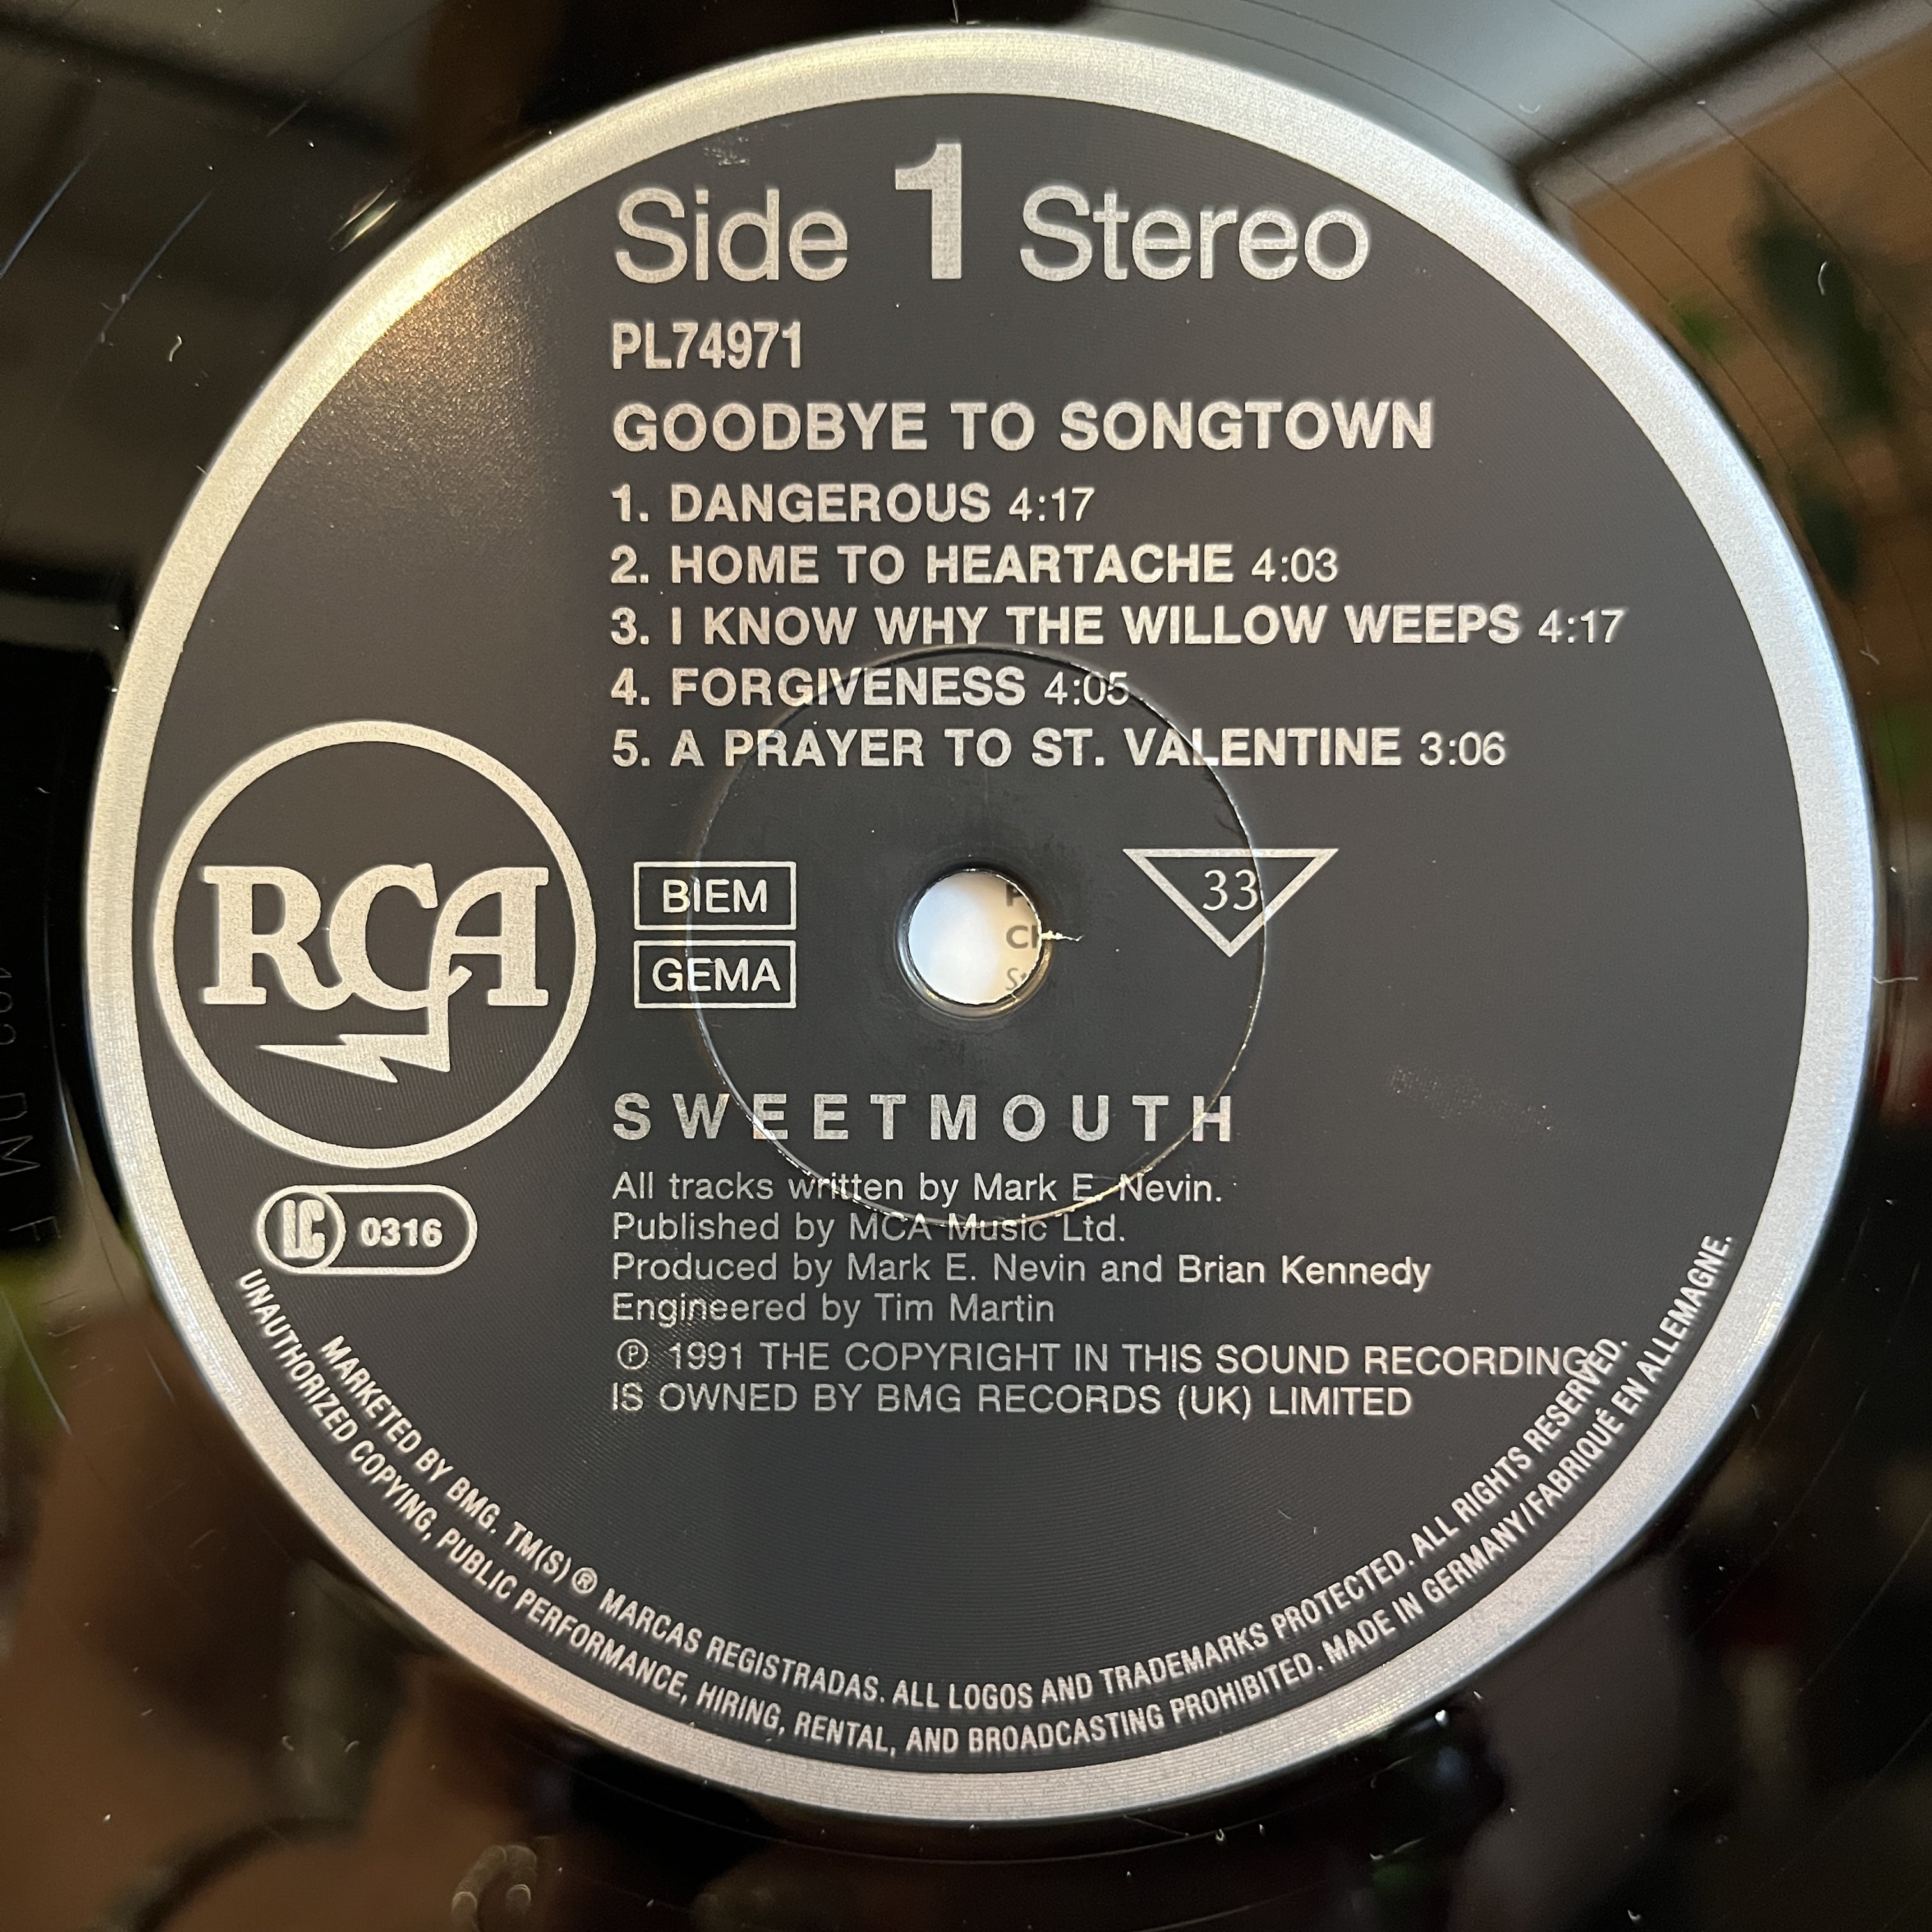 Side 1 Stereo
PL74971
GOODBYE TO SONGTOWN
1. DANGEROUS 4:17
2. HOME TO HEARTACHE 4:03
3. I KNOW WHY THE WILLOW WEEPS 4:17
4. FORGIVENESS 4:05
5. A PRAYER TO ST. VALENTINE 3:06
RCA
BIEM
GEMA
33
SWEETMOUTH
LC 0316
All tracks written by Mark E. Nevin.
Published by MCA Music Ltd.
Produced by Mark E. Nevin and Brian Kennedy
Engineered by Tim Martin
℗ 1991 THE COPYRIGHT IN THIS SOUND RECORDING
IS OWNED BY BMG RECORDS (UK) LIMITED
MARKETED BY BMG. TM(S) ® MARCAS REGISTRADAS. ALL LOGOS AND TRADEMARKS PROTECTED. ALL RIGHTS RESERVED.
UNAUTHORIZED COPYING, PUBLIC PERFORMANCE, HIRING, RENTAL, AND BROADCASTING PROHIBITED. MADE IN GERMANY/FABRIQUÉ EN ALLEMAGNE.